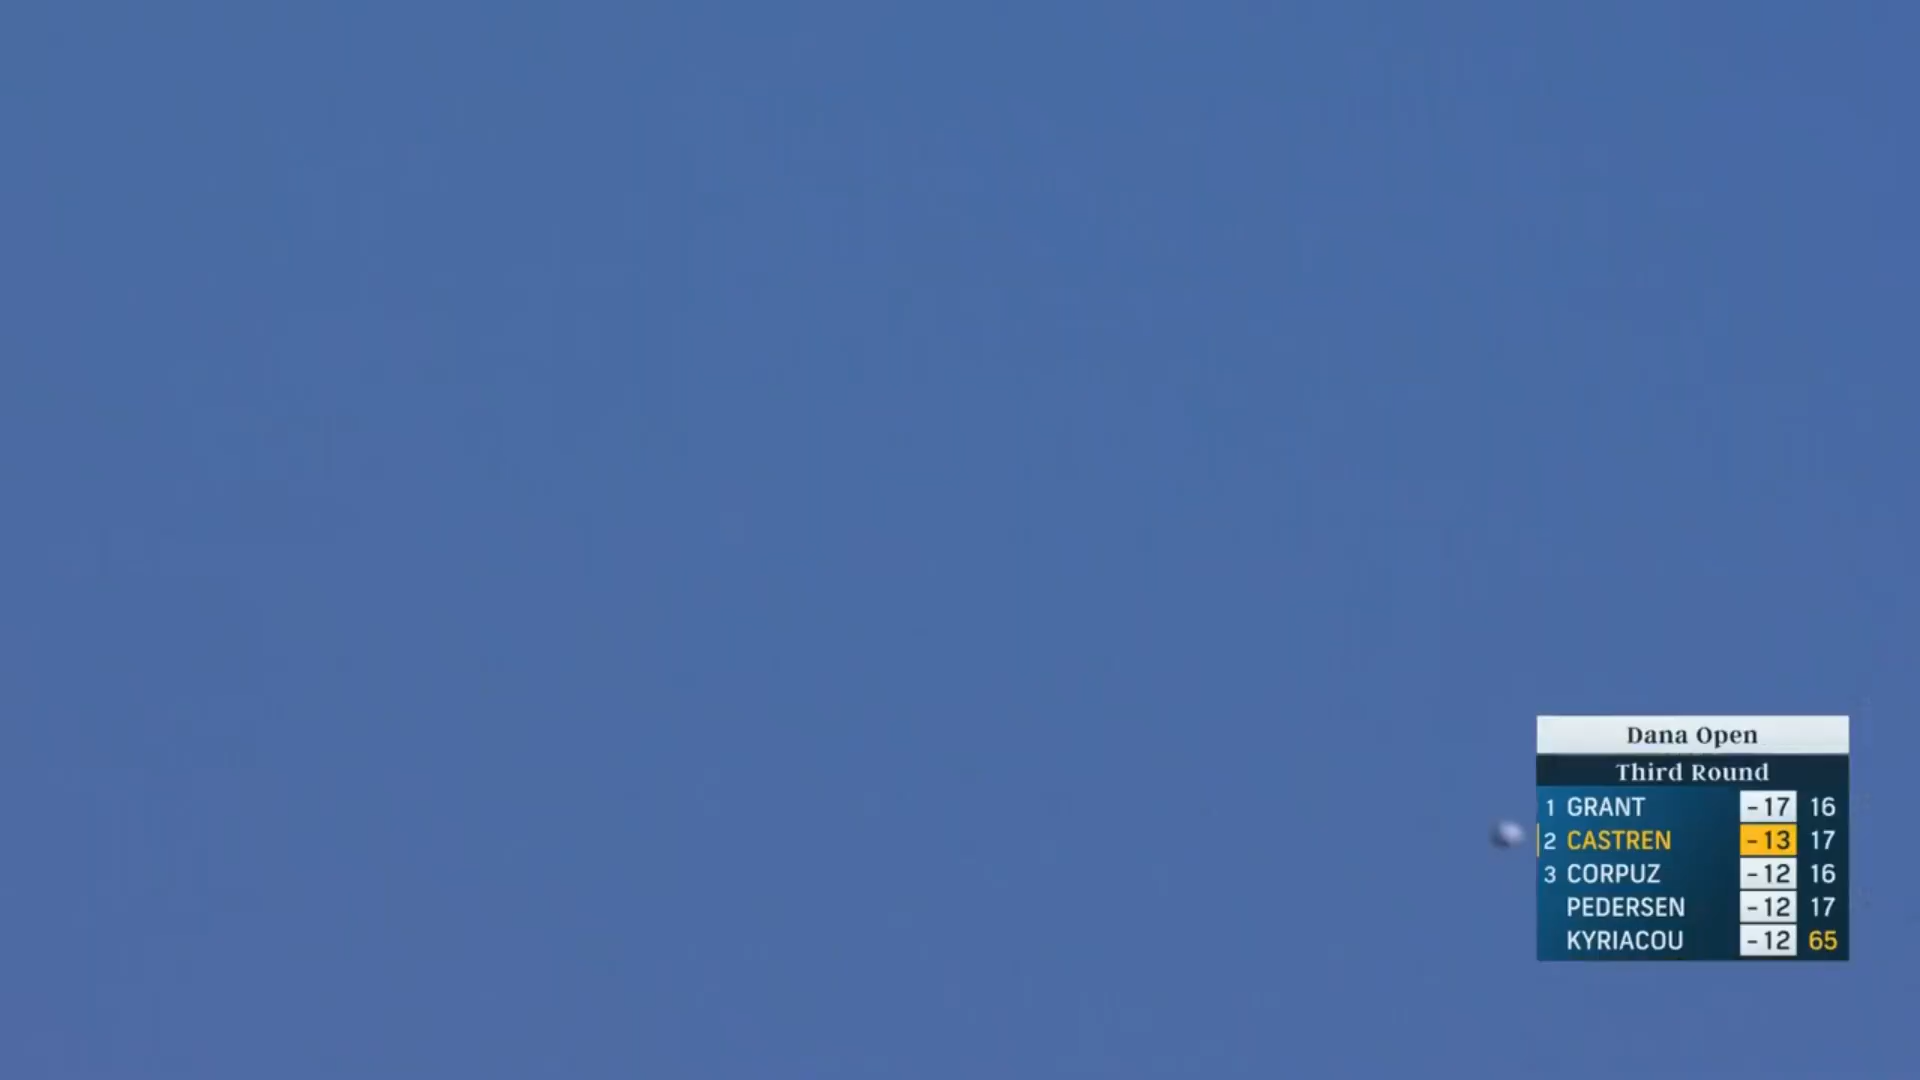 Dana Open
Third Round
1 GRANT -17 16
2 CASTREN -13 17
3 CORPUZ -12 16
PEDERSEN -12 17
KYRIACOU -12 65